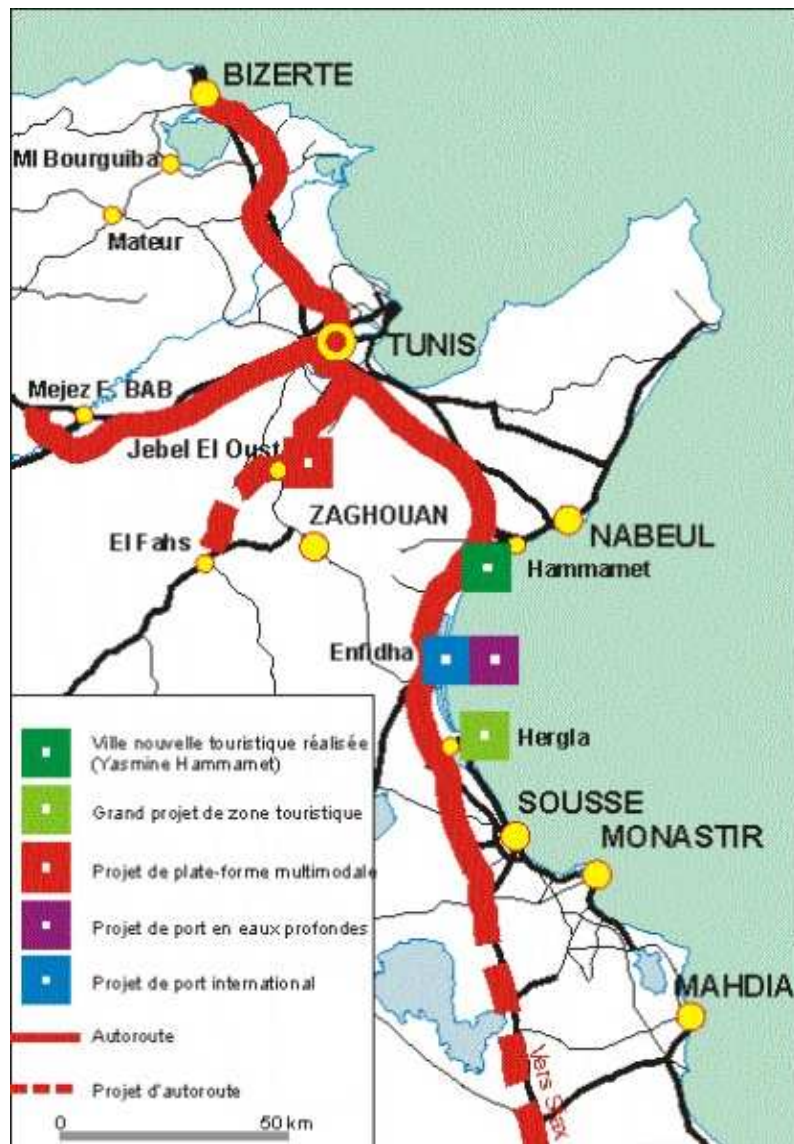 BIZERTE
Ml Bourguiba
Mateur
TUNIS
Mejez E. BAB
Jebel El Oust
ZAGHOUAN
NABEUL
El Fahs
Hammamet
Enfidha
Hergla
SOUSSE
MONASTIR
MAHDIA
Vers Sfax
Ville nouvelle touristique réalisée
(Yasmine Hammamet)
Grand projet de zone touristique
Projet de plate-forme multimodale
Projet de port en eaux profondes
Projet de port international
Autoroute
Projet d'autoroute
0 50 km